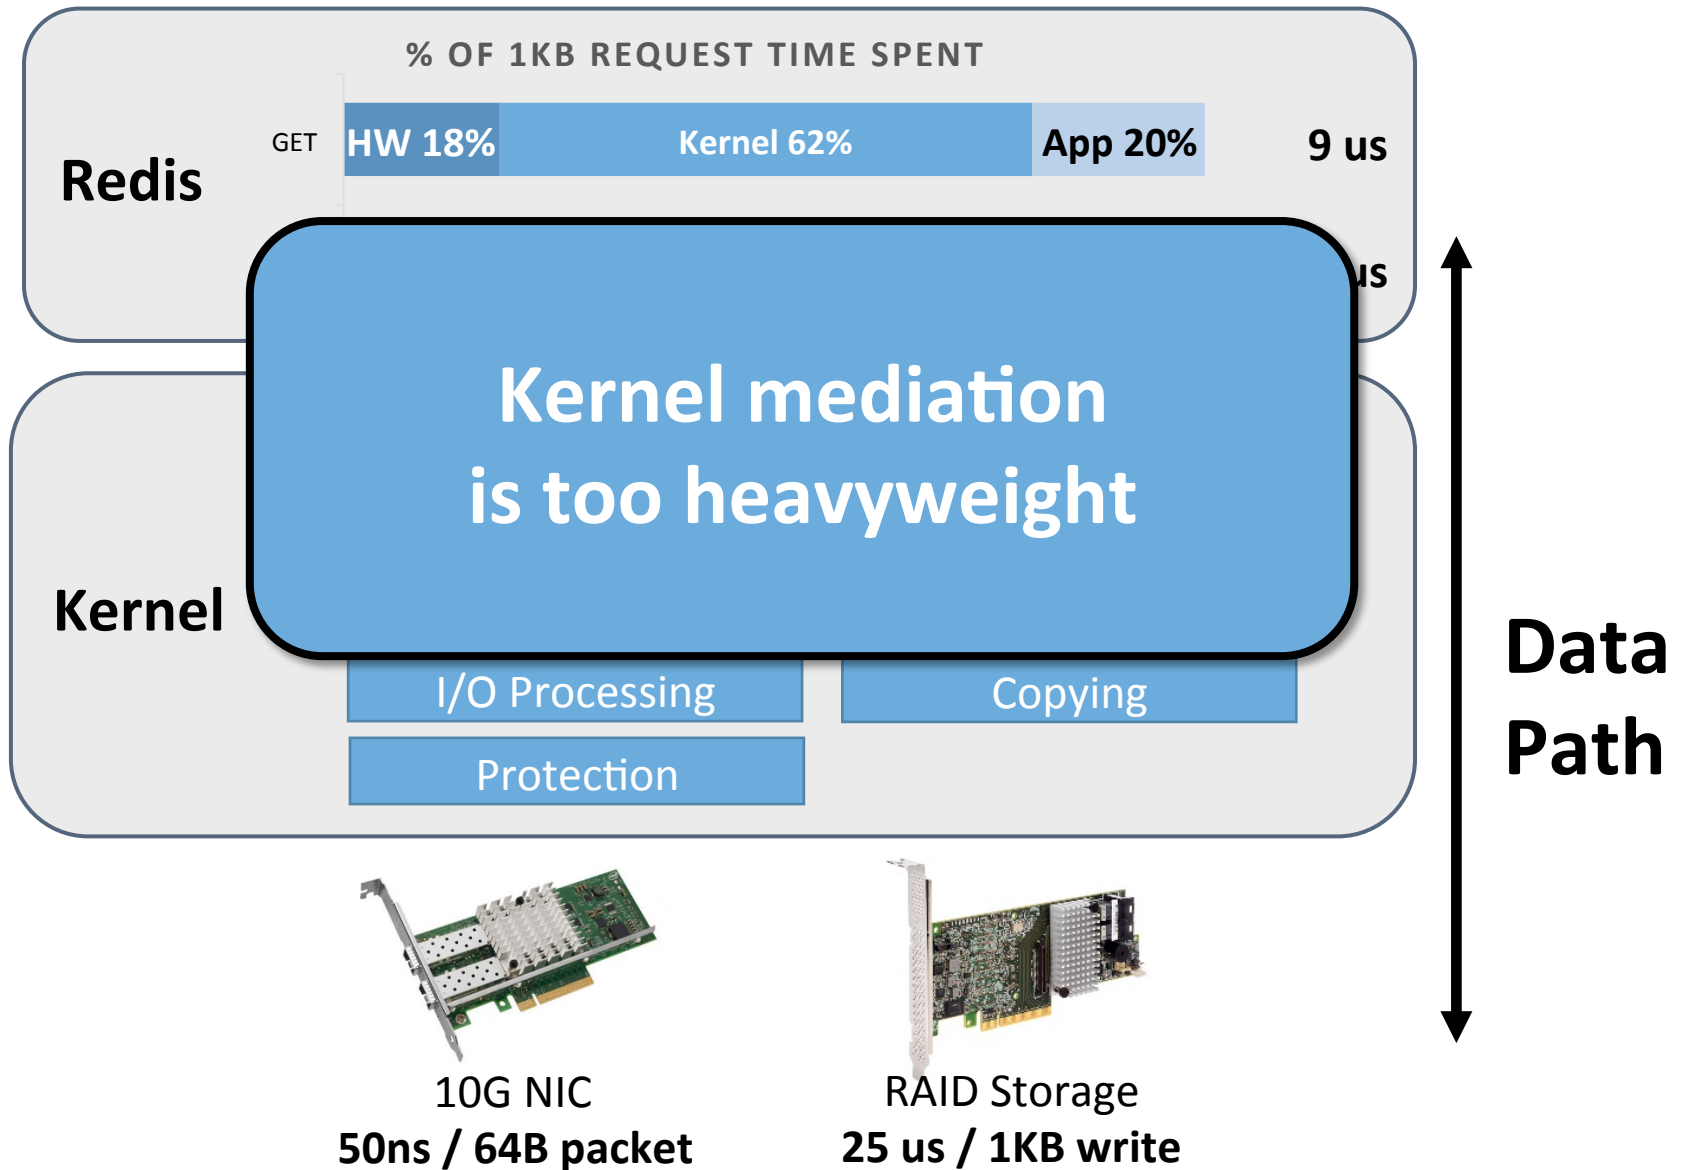 % OF 1KB REQUEST TIME SPENT
Redis
GET
HW 18%
Kernel 62%
App 20%
9 us
us
Kernel mediation
is too heavyweight
Kernel
I/O Processing
Copying
Protection
Data
Path
10G NIC
50ns / 64B packet
RAID Storage
25 us / 1KB write